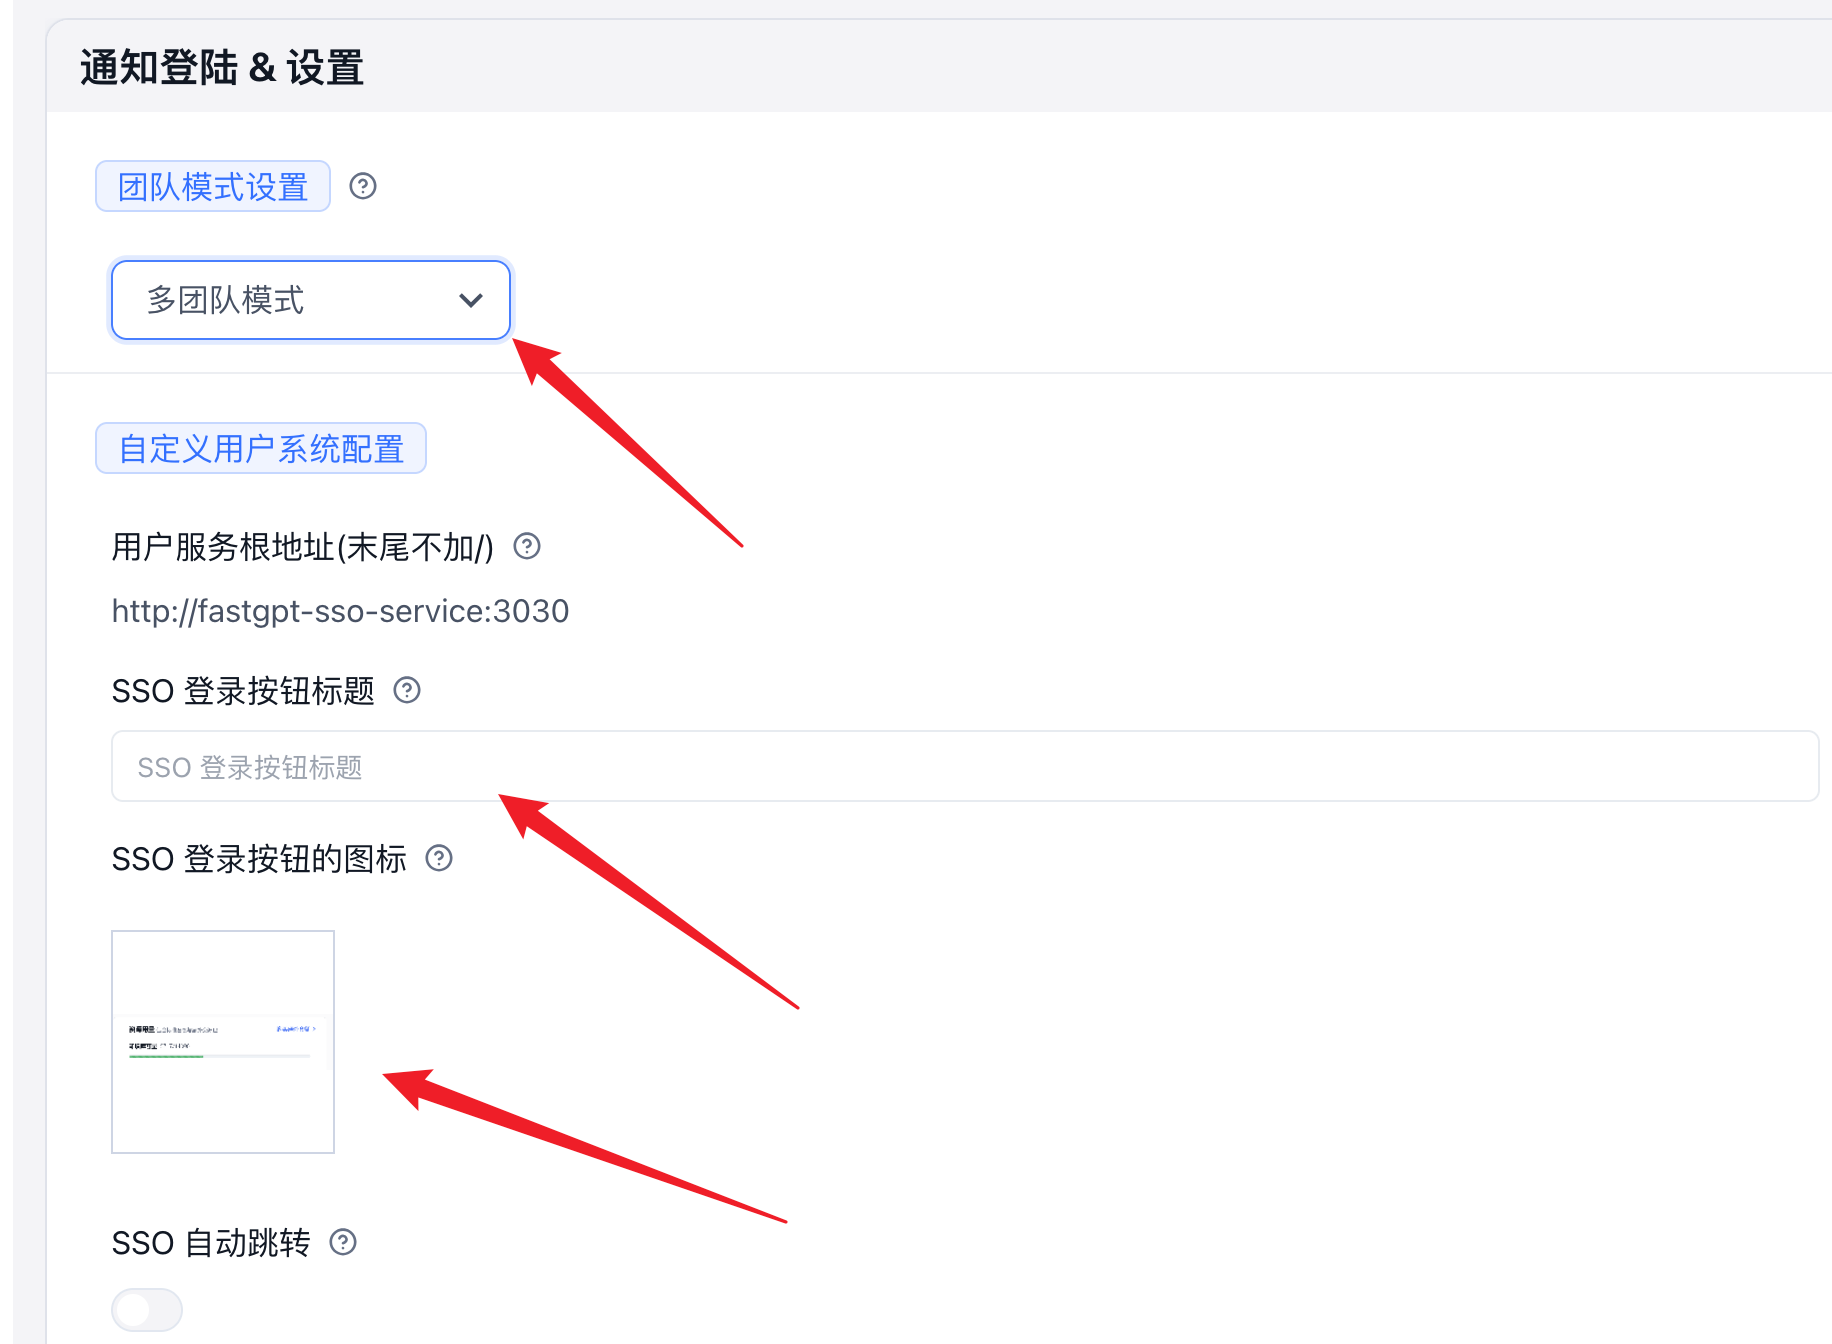 通知登陆 & 设置
团队模式设置
多团队模式
自定义用户系统配置
用户服务根地址(末尾不加/)
http://fastgpt-sso-service:3030
SSO 登录按钮标题
SSO 登录按钮标题
SSO 登录按钮的图标
SSO 自动跳转